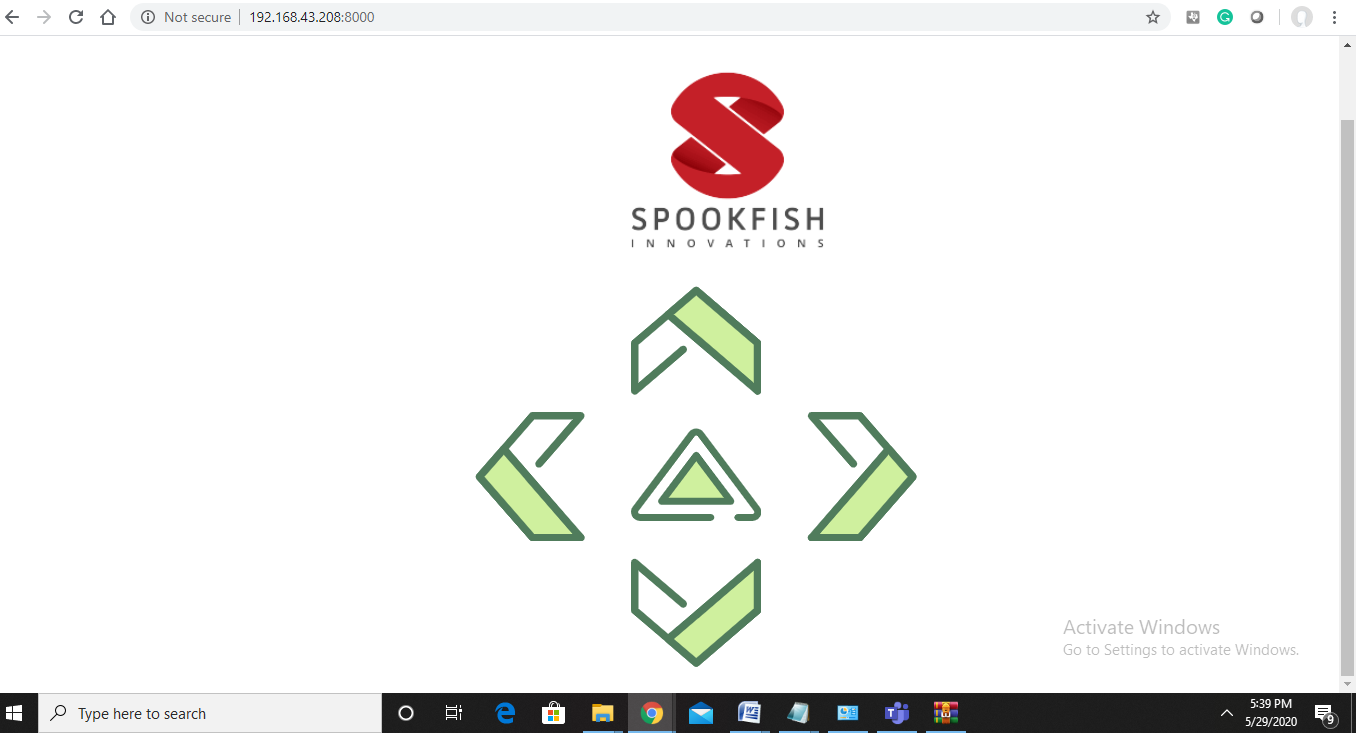 Not secure
192.168.43.208:8000
SPOOKFISH
INNOVATIONS
Activate Windows
Go to Settings to activate Windows.
Type here to search
5:39 PM
5/29/2020
9